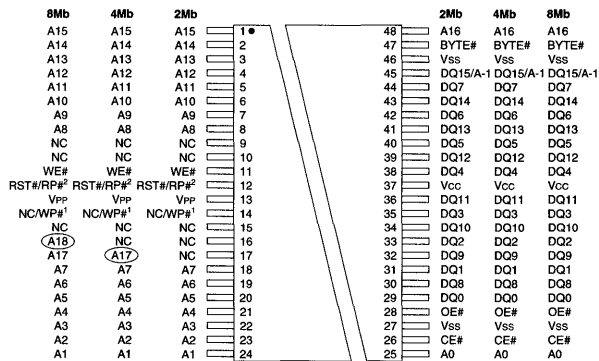 8Mb 4Mb 2Mb 2Mb 4Mb 8Mb
A15 A15 A15 1 48 A16 A16 A16
A14 A14 A14 2 47 BYTE# BYTE# BYTE#
A13 A13 A13 3 46 Vss Vss Vss
A12 A12 A12 4 45 DQ15/A-1 DQ15/A-1 DQ15/A-1
A11 A11 A11 5 44 DQ7 DQ7 DQ7
A10 A10 A10 6 43 DQ14 DQ14 DQ14
A9 A9 A9 7 42 DQ6 DQ6 DQ6
A8 A8 A8 8 41 DQ13 DQ13 DQ13
NC NC NC 9 40 DQ5 DQ5 DQ5
NC NC NC 10 39 DQ12 DQ12 DQ12
WE# WE# WE# 11 38 DQ4 DQ4 DQ4
RST#/RP#² RST#/RP#² RST#/RP#² 12 37 Vcc Vcc Vcc
VPP VPP VPP 13 36 DQ11 DQ11 DQ11
NC/WP#¹ NC/WP#¹ NC/WP#¹ 14 35 DQ3 DQ3 DQ3
NC NC NC 15 34 DQ10 DQ10 DQ10
A18 NC NC 16 33 DQ2 DQ2 DQ2
A17 A17 NC 17 32 DQ9 DQ9 DQ9
A7 A7 A7 18 31 DQ1 DQ1 DQ1
A6 A6 A6 19 30 DQ8 DQ8 DQ8
A5 A5 A5 20 29 DQ0 DQ0 DQ0
A4 A4 A4 21 28 OE# OE# OE#
A3 A3 A3 22 27 Vss Vss Vss
A2 A2 A2 23 26 CE# CE# CE#
A1 A1 A1 24 25 A0 A0 A0